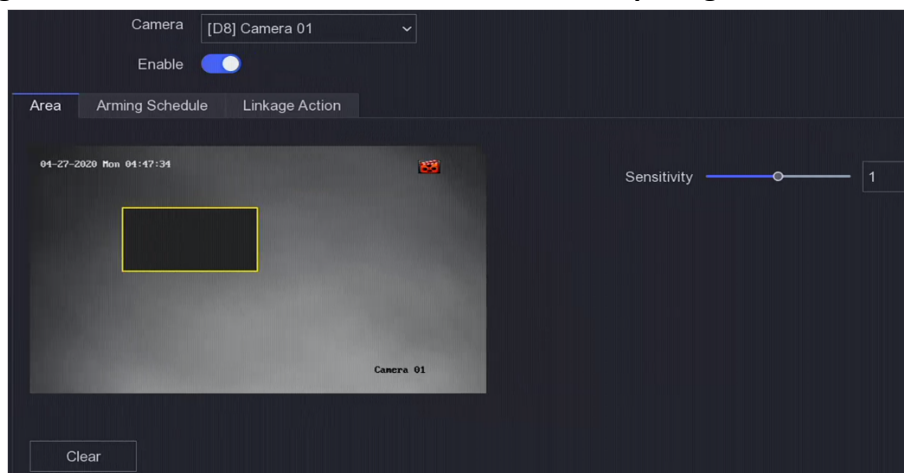 Camera [D8] Camera 01
Enable
Area Arming Schedule Linkage Action
04-27-2020 Mon 04:47:34
Sensitivity 1
Camera 01
Clear